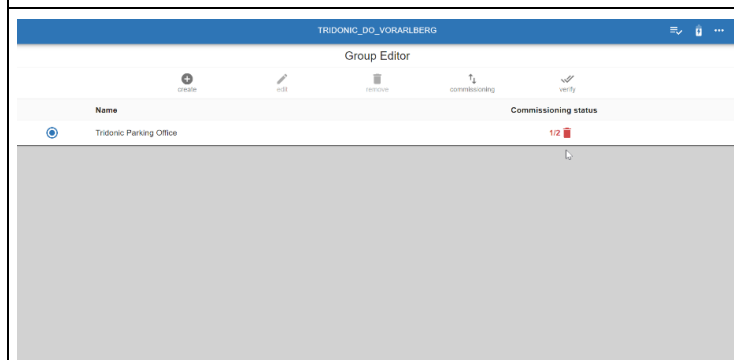 TRIDONIC_DO_VORARLBERG
Group Editor
create edit remove commissioning verify
Name Commissioning status
Tridonic Parking Office 1/2